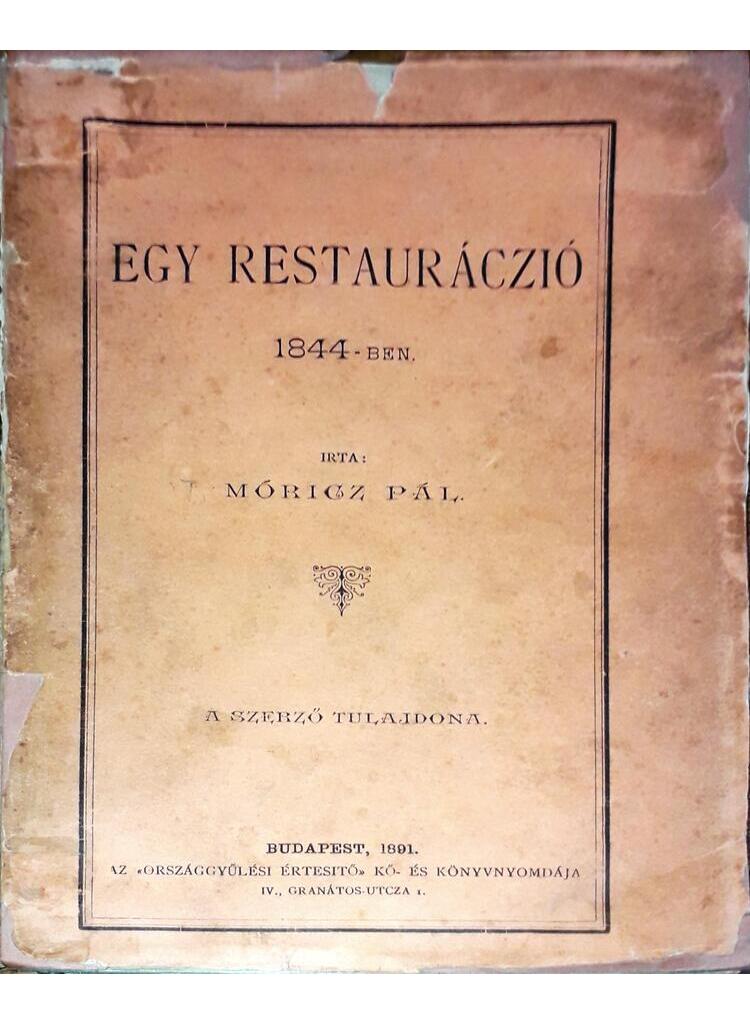 EGY RESTAURÁCZIÓ
1844-BEN.
IRTA:
MÓRICZ PÁL.
A SZERZŐ TULAJDONA.
BUDAPEST, 1891.
AZ «ORSZÁGGYŰLÉSI ÉRTESITŐ» KŐ- ÉS KÖNYVNYOMDÁJA
IV., GRANÁTOS-UTCZA 1.